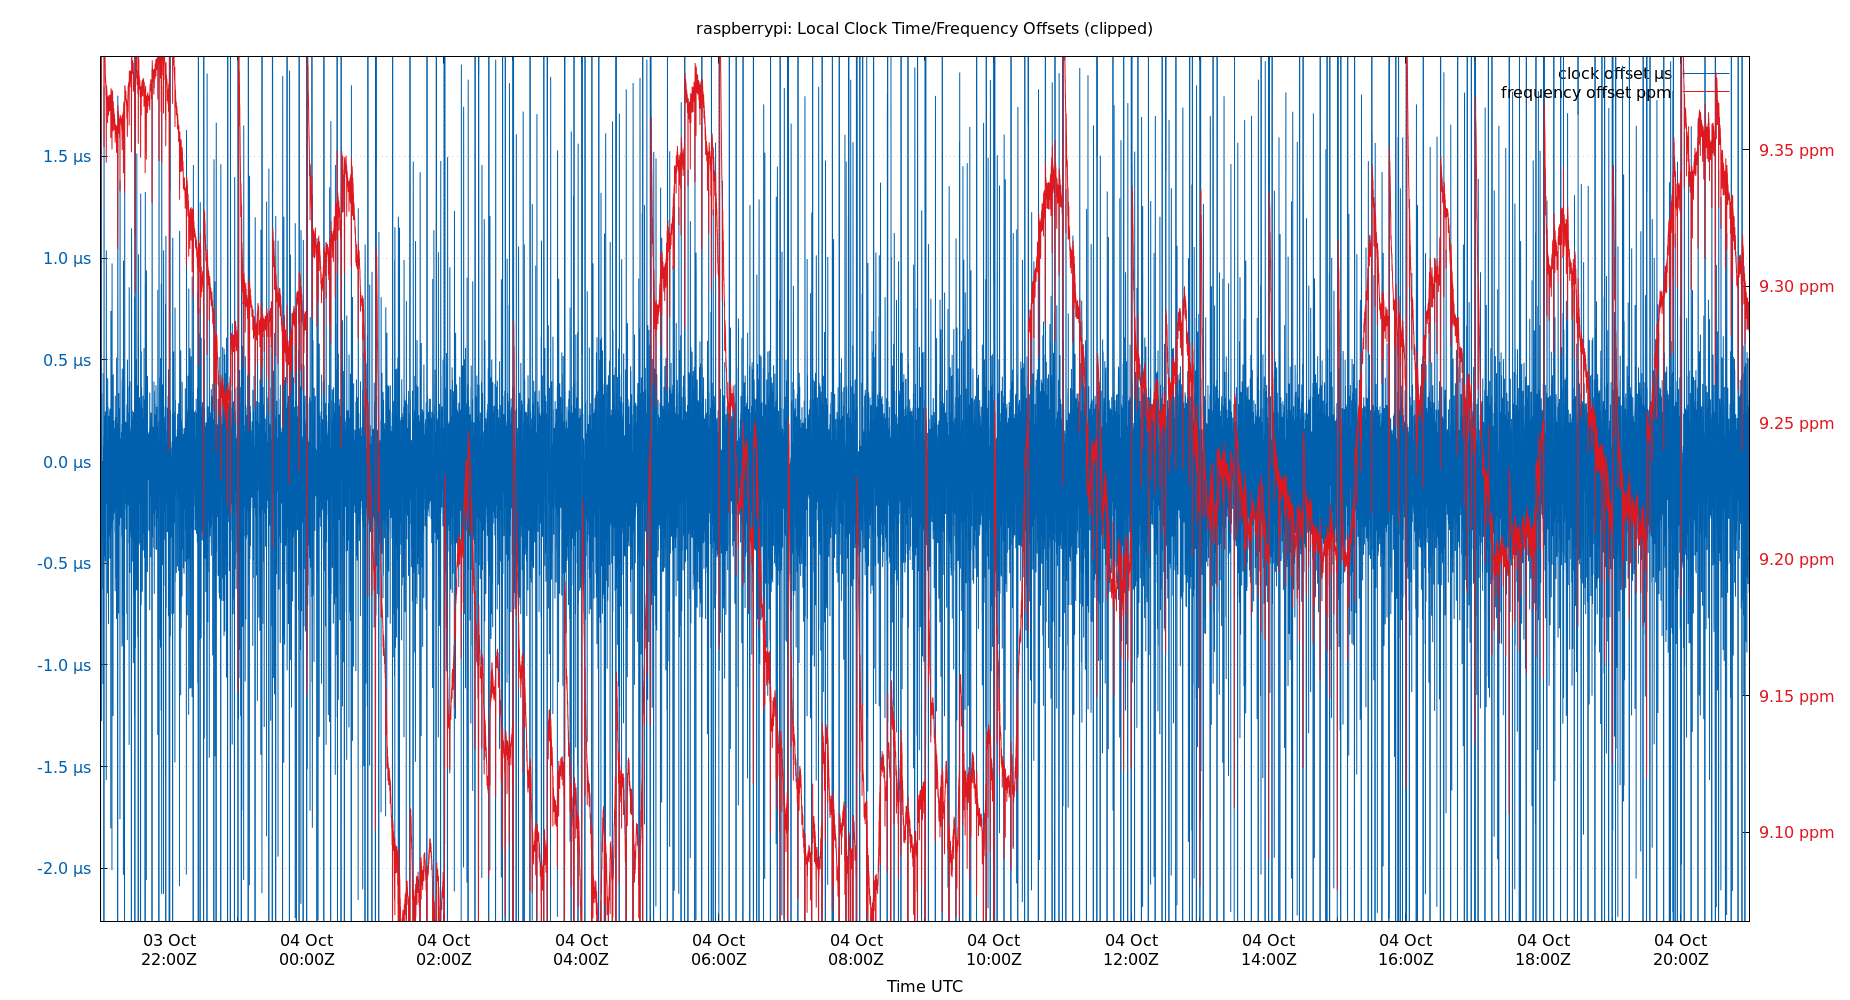 raspberrypi: Local Clock Time/Frequency Offsets (clipped)
clock offset µs
frequency offset ppm
1.5 µs
1.0 µs
0.5 µs
0.0 µs
-0.5 µs
-1.0 µs
-1.5 µs
-2.0 µs
9.35 ppm
9.30 ppm
9.25 ppm
9.20 ppm
9.15 ppm
9.10 ppm
03 Oct 04 Oct 04 Oct 04 Oct 04 Oct 04 Oct 04 Oct 04 Oct 04 Oct 04 Oct 04 Oct 04 Oct
22:00Z 00:00Z 02:00Z 04:00Z 06:00Z 08:00Z 10:00Z 12:00Z 14:00Z 16:00Z 18:00Z 20:00Z
Time UTC